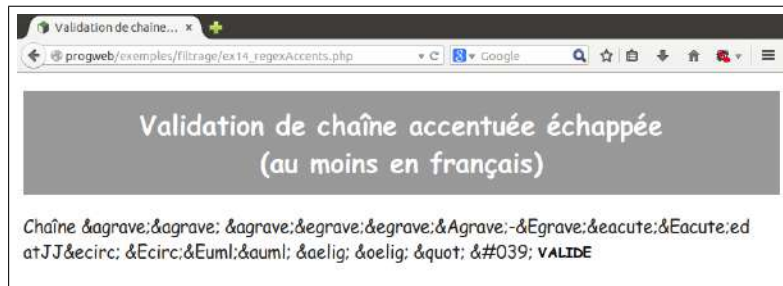 Validation de chaîne... ×
progweb/exemples/filtrage/ex14_regexAccents.php
Google
Validation de chaîne accentuée échappée
(au moins en français)
Chaîne &agrave;&agrave; &agrave;&egrave;&egrave;&Agrave;-&Egrave;&eacute;&Eacute;ed
atJJ&ecirc; &Ecirc;&Euml;&auml; &aelig; &oelig; &quot; &#039; VALIDE